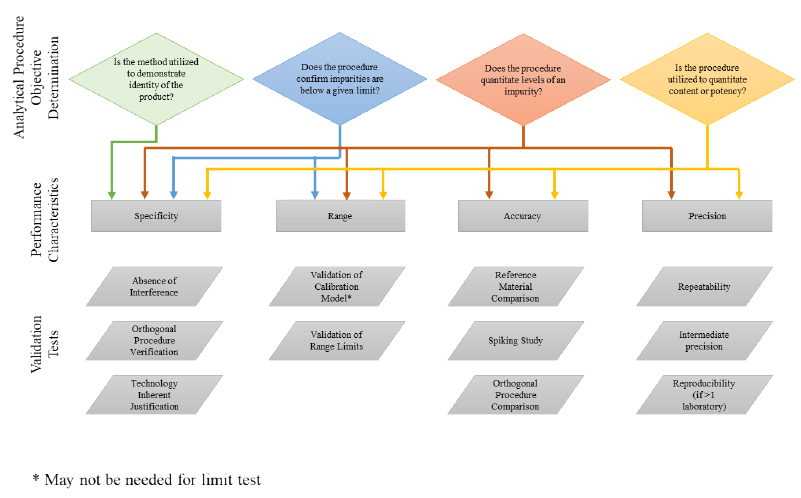 Analytical Procedure
Objective
Determination
Is the method utilized
to demonstrate
identity of the
product?
Does the procedure
confirm impurities are
below a given limit?
Does the procedure
quantitate levels of an
impurity?
Is the procedure
utilized to quantitate
content or potency?
Performance
Characteristics
Specificity
Range
Accuracy
Precision
Validation
Tests
Absence of
Interference
Validation of
Calibration
Model*
Reference
Material
Comparison
Repeatability
Orthogonal
Procedure
Verification
Validation of
Range Limits
Spiking Study
Intermediate
precision
Technology
Inherent
Justification
Orthogonal
Procedure
Comparison
Reproducibility
(if >1
laboratory)
* May not be needed for limit test